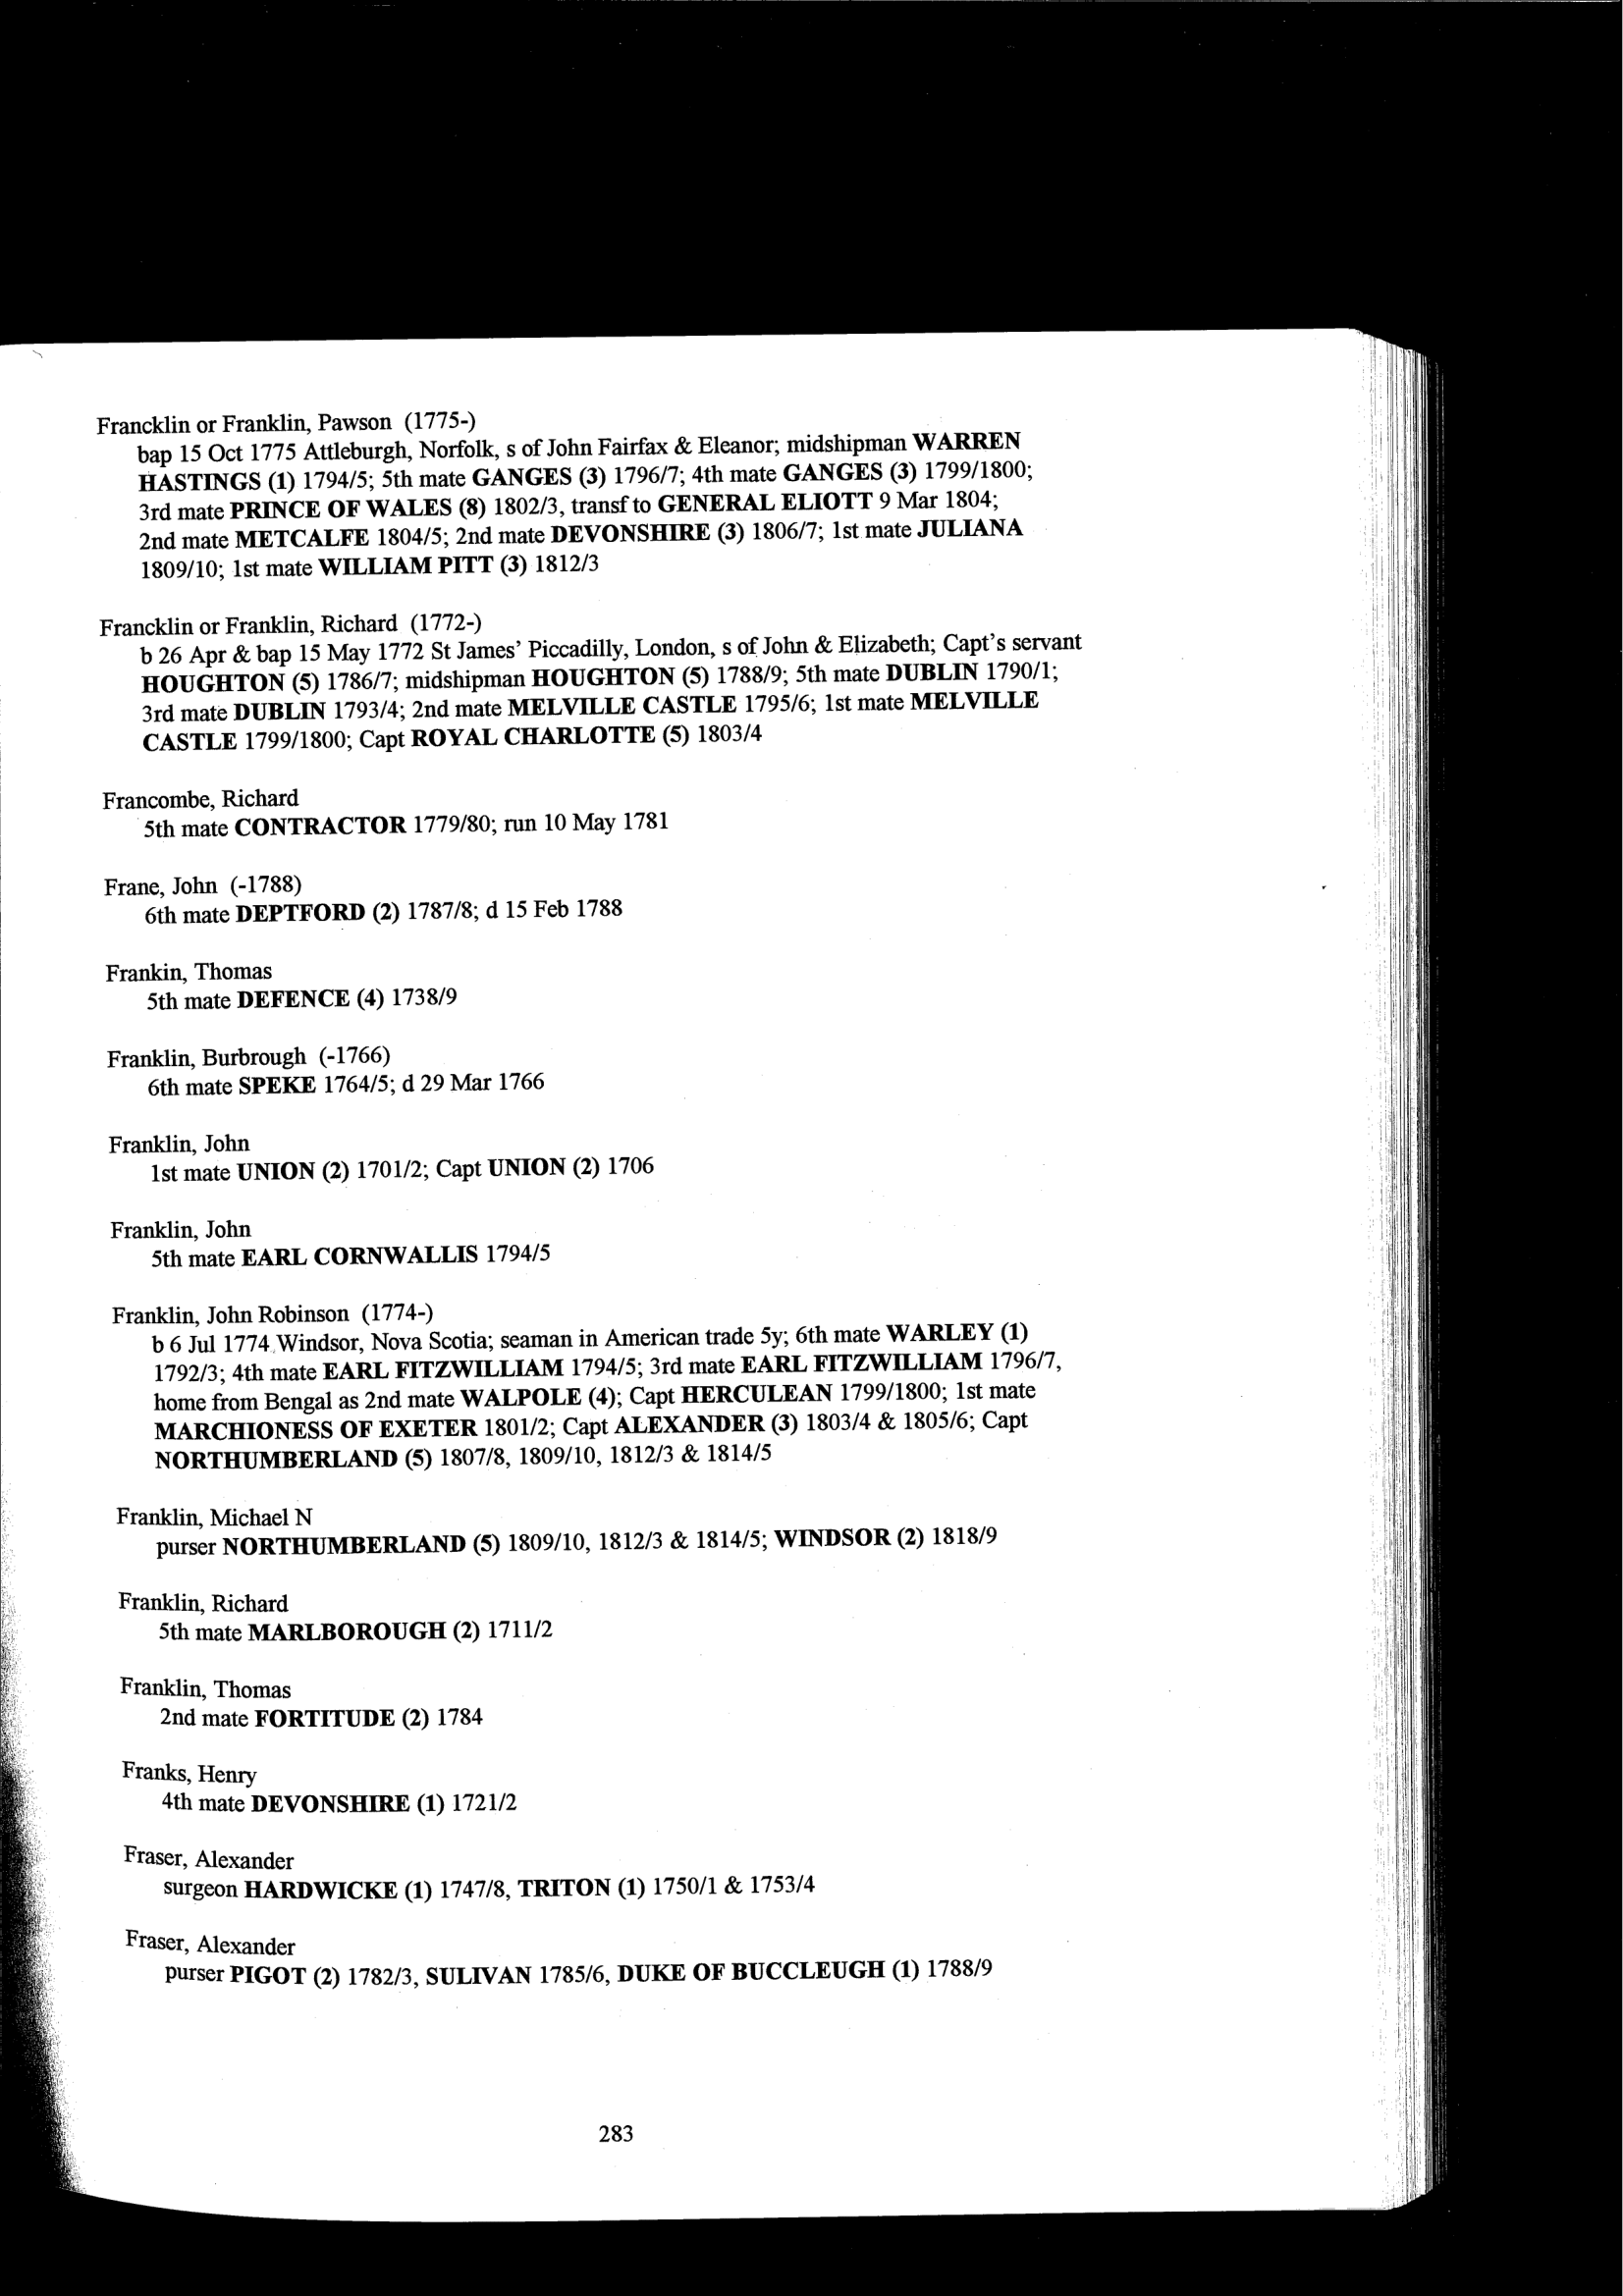 Francklin or Franklin, Pawson (1775-)
bap 15 Oct 1775 Attleburgh, Norfolk, s of John Fairfax & Eleanor; midshipman WARREN
HASTINGS (1) 1794/5; 5th mate GANGES (3) 1796/7; 4th mate GANGES (3) 1799/1800;
3rd mate PRINCE OF WALES (8) 1802/3, transf to GENERAL ELIOTT 9 Mar 1804;
2nd mate METCALFE 1804/5; 2nd mate DEVONSHIRE (3) 1806/7; 1st mate JULIANA
1809/10; 1st mate WILLIAM PITT (3) 1812/3
Francklin or Franklin, Richard (1772-)
b 26 Apr & bap 15 May 1772 St James' Piccadilly, London, s of John & Elizabeth; Capt's servant
HOUGHTON (5) 1786/7; midshipman HOUGHTON (5) 1788/9; 5th mate DUBLIN 1790/1;
3rd mate DUBLIN 1793/4; 2nd mate MELVILLE CASTLE 1795/6; 1st mate MELVILLE
CASTLE 1799/1800; Capt ROYAL CHARLOTTE (5) 1803/4
Francombe, Richard
5th mate CONTRACTOR 1779/80; run 10 May 1781
Frane, John (-1788)
6th mate DEPTFORD (2) 1787/8; d 15 Feb 1788
Frankin, Thomas
5th mate DEFENCE (4) 1738/9
Franklin, Burbrough (-1766)
6th mate SPEKE 1764/5; d 29 Mar 1766
Franklin, John
1st mate UNION (2) 1701/2; Capt UNION (2) 1706
Franklin, John
5th mate EARL CORNWALLIS 1794/5
Franklin, John Robinson (1774-)
b 6 Jul 1774 Windsor, Nova Scotia; seaman in American trade 5y; 6th mate WARLEY (1)
1792/3; 4th mate EARL FITZWILLIAM 1794/5; 3rd mate EARL FITZWILLIAM 1796/7,
home from Bengal as 2nd mate WALPOLE (4); Capt HERCULEAN 1799/1800; 1st mate
MARCHIONESS OF EXETER 1801/2; Capt ALEXANDER (3) 1803/4 & 1805/6; Capt
NORTHUMBERLAND (5) 1807/8, 1809/10, 1812/3 & 1814/5
Franklin, Michael N
purser NORTHUMBERLAND (5) 1809/10, 1812/3 & 1814/5; WINDSOR (2) 1818/9
Franklin, Richard
5th mate MARLBOROUGH (2) 1711/2
Franklin, Thomas
2nd mate FORTITUDE (2) 1784
Franks, Henry
4th mate DEVONSHIRE (1) 1721/2
Fraser, Alexander
surgeon HARDWICKE (1) 1747/8, TRITON (1) 1750/1 & 1753/4
Fraser, Alexander
purser PIGOT (2) 1782/3, SULIVAN 1785/6, DUKE OF BUCCLEUGH (1) 1788/9
283